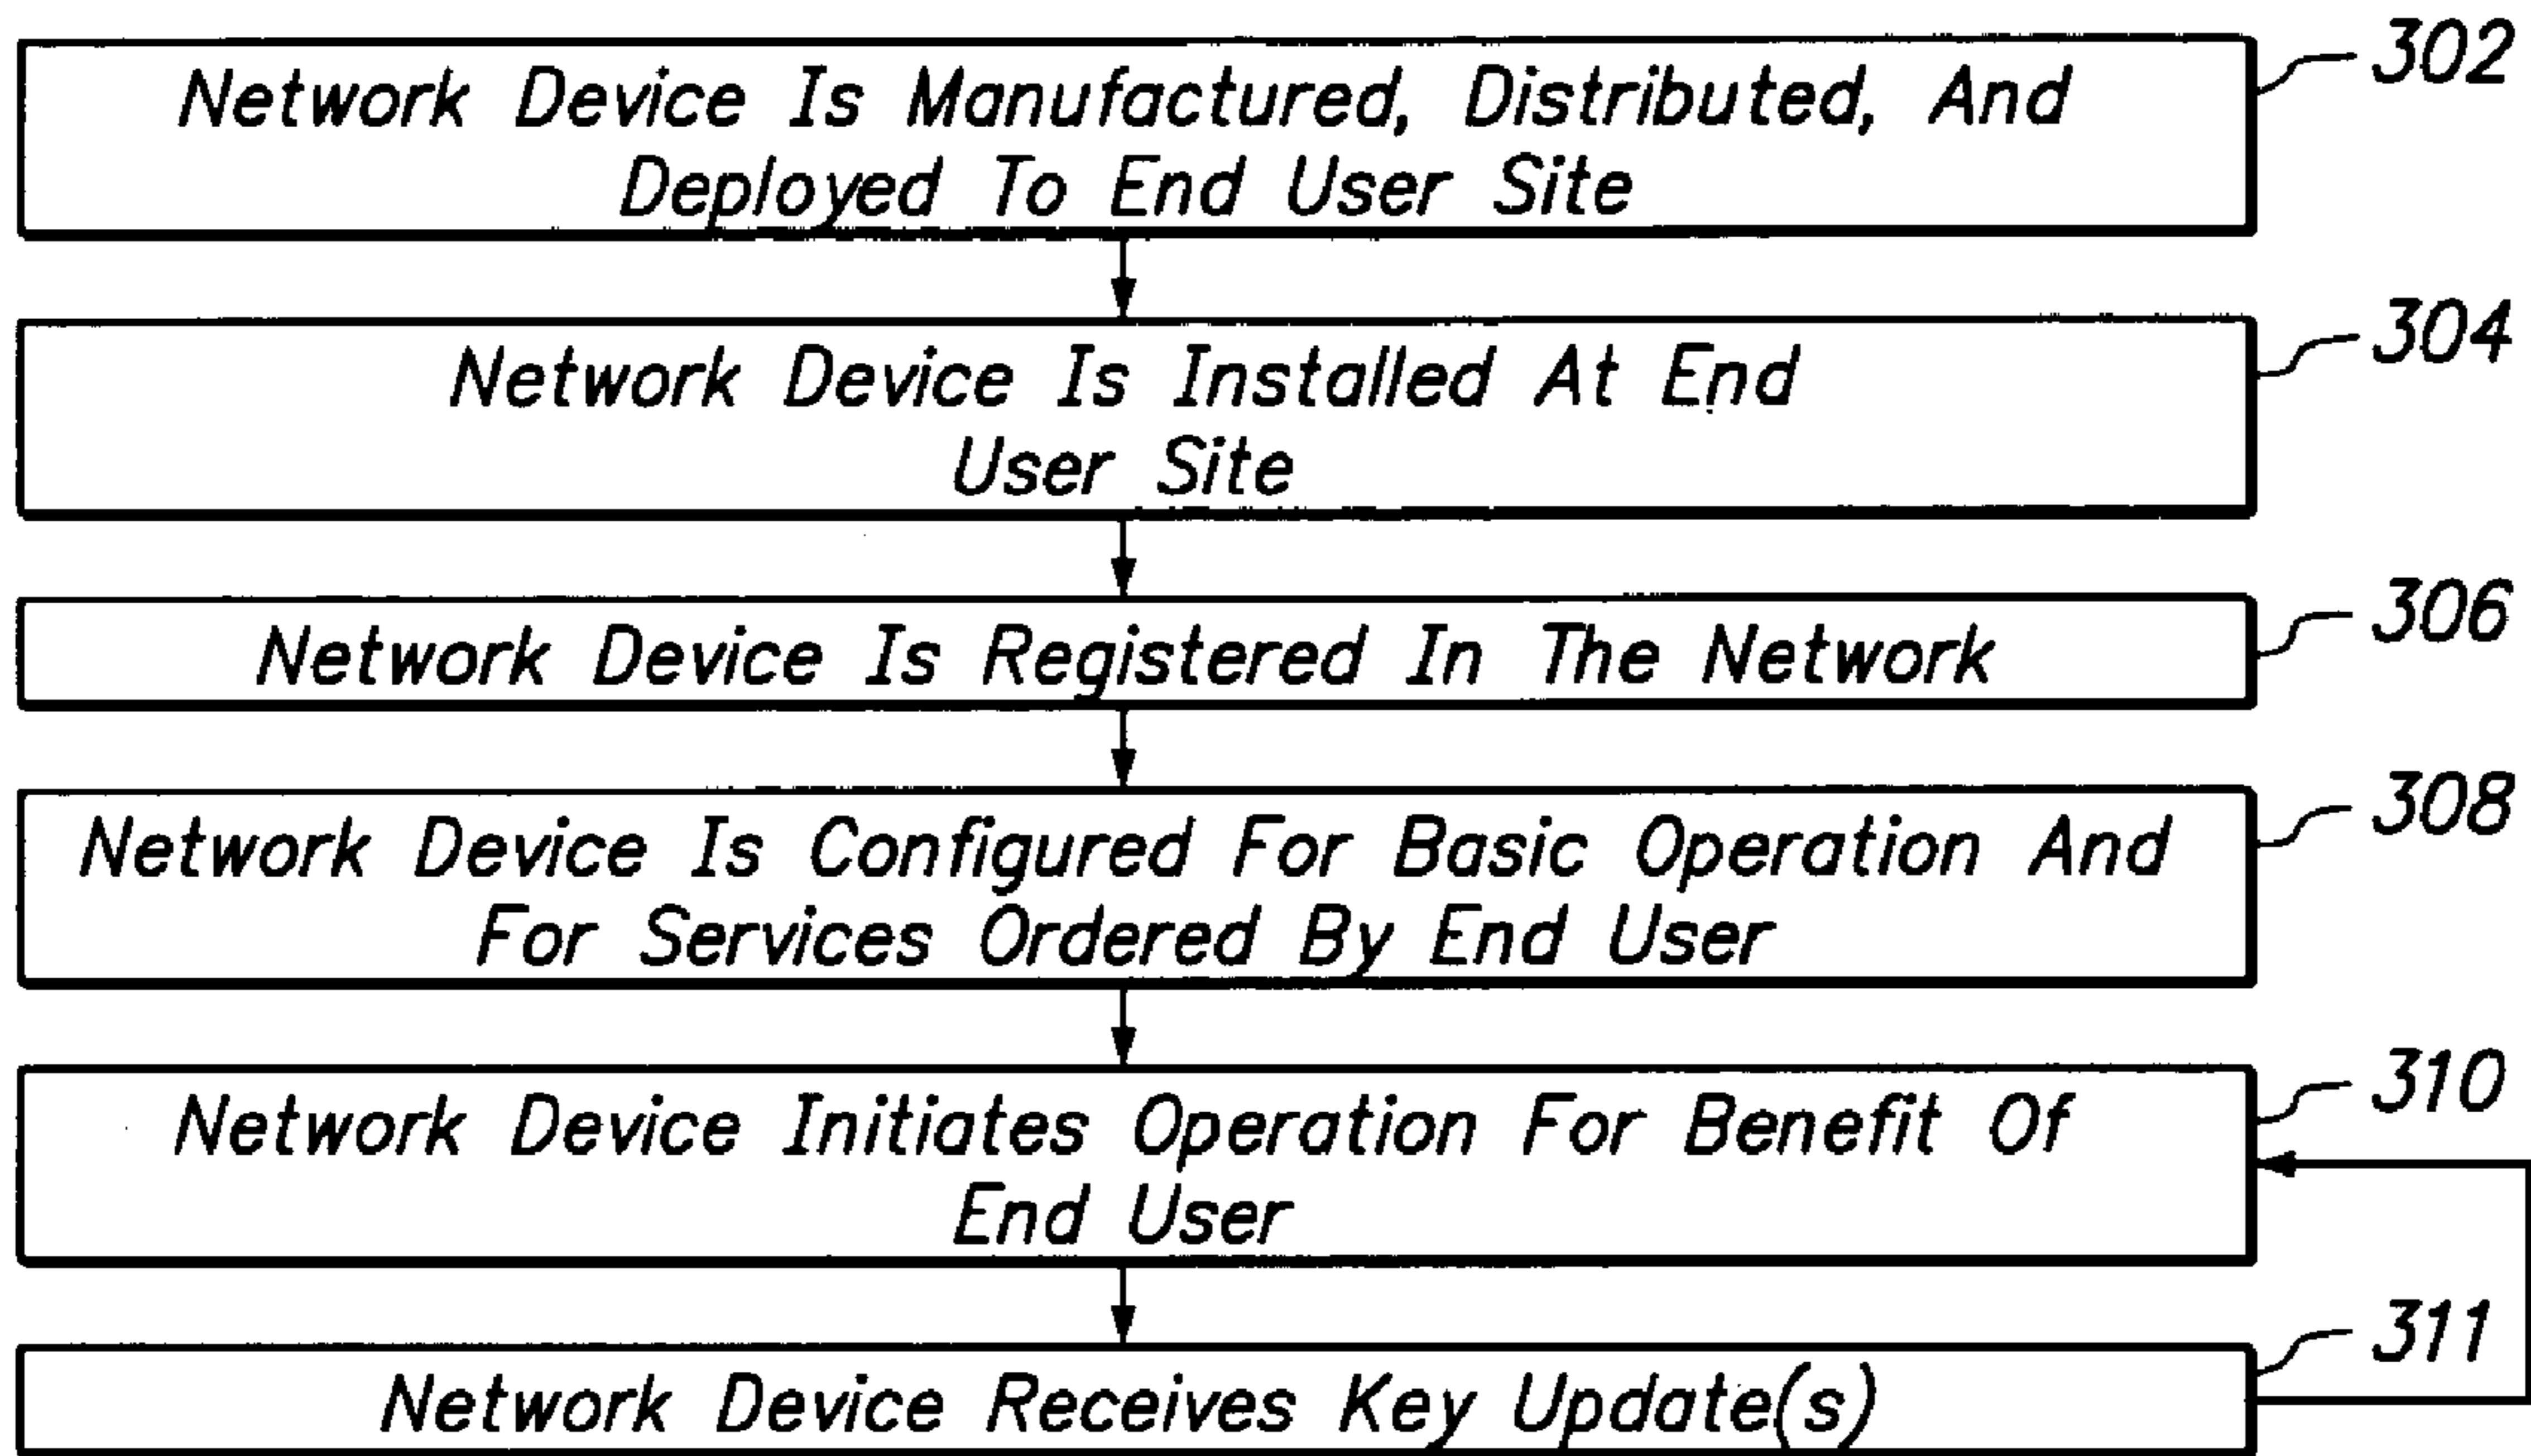 302
Network Device Is Manufactured, Distributed, And
Deployed To End User Site
304
Network Device Is Installed At End
User Site
306
Network Device Is Registered In The Network
308
Network Device Is Configured For Basic Operation And
For Services Ordered By End User
310
Network Device Initiates Operation For Benefit Of
End User
311
Network Device Receives Key Update(s)